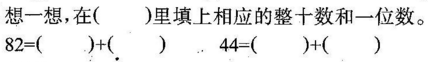 想一想,在(　　)里填上相应的整十数和一位数。
82=(　　)+(　　)　　44=(　　)+(　　)